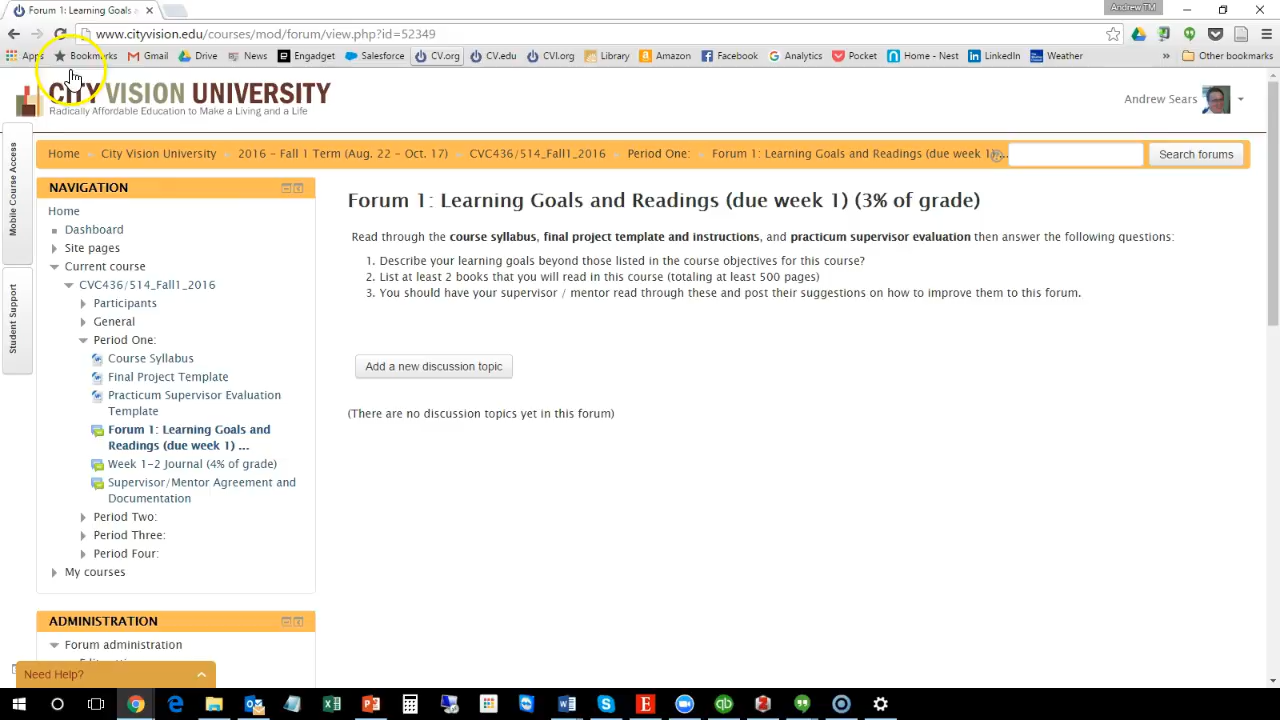 Forum 1: Learning Goals
Andrew TM
www.cityvision.edu/courses/mod/forum/view.php?id=52349
Apps Bookmarks Gmail Drive News Engadget Salesforce CV.org CV.edu CVI.org Library Amazon Facebook Analytics Pocket Home - Nest LinkedIn Weather » Other bookmarks
CITY VISION UNIVERSITY
Radically Affordable Education to Make a Living and a Life
Andrew Sears
Mobile Course Access
Student Support
Home City Vision University 2016 - Fall 1 Term (Aug. 22 - Oct. 17) CVC436/514_Fall1_2016 Period One: Forum 1: Learning Goals and Readings (due week 1)... Search forums
NAVIGATION
Home
Dashboard
Site pages
Current course
CVC436/514_Fall1_2016
Participants
General
Period One:
Course Syllabus
Final Project Template
Practicum Supervisor Evaluation
Template
Forum 1: Learning Goals and
Readings (due week 1) ...
Week 1-2 Journal (4% of grade)
Supervisor/Mentor Agreement and
Documentation
Period Two:
Period Three:
Period Four:
My courses
ADMINISTRATION
Forum administration
Need Help?
Forum 1: Learning Goals and Readings (due week 1) (3% of grade)
Read through the course syllabus, final project template and instructions, and practicum supervisor evaluation then answer the following questions:
1. Describe your learning goals beyond those listed in the course objectives for this course?
2. List at least 2 books that you will read in this course (totaling at least 500 pages)
3. You should have your supervisor / mentor read through these and post their suggestions on how to improve them to this forum.
Add a new discussion topic
(There are no discussion topics yet in this forum)